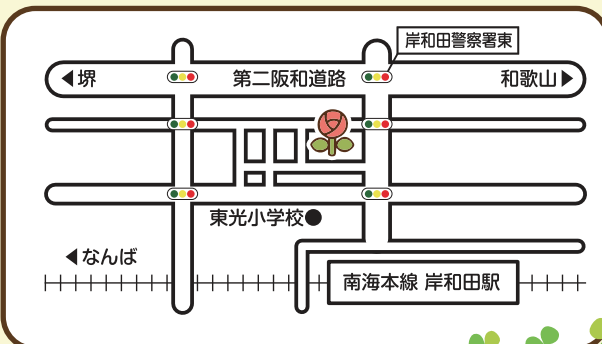 岸和田警察署東
◀堺
第二阪和道路
和歌山▶
東光小学校●
◀なんば
南海本線 岸和田駅